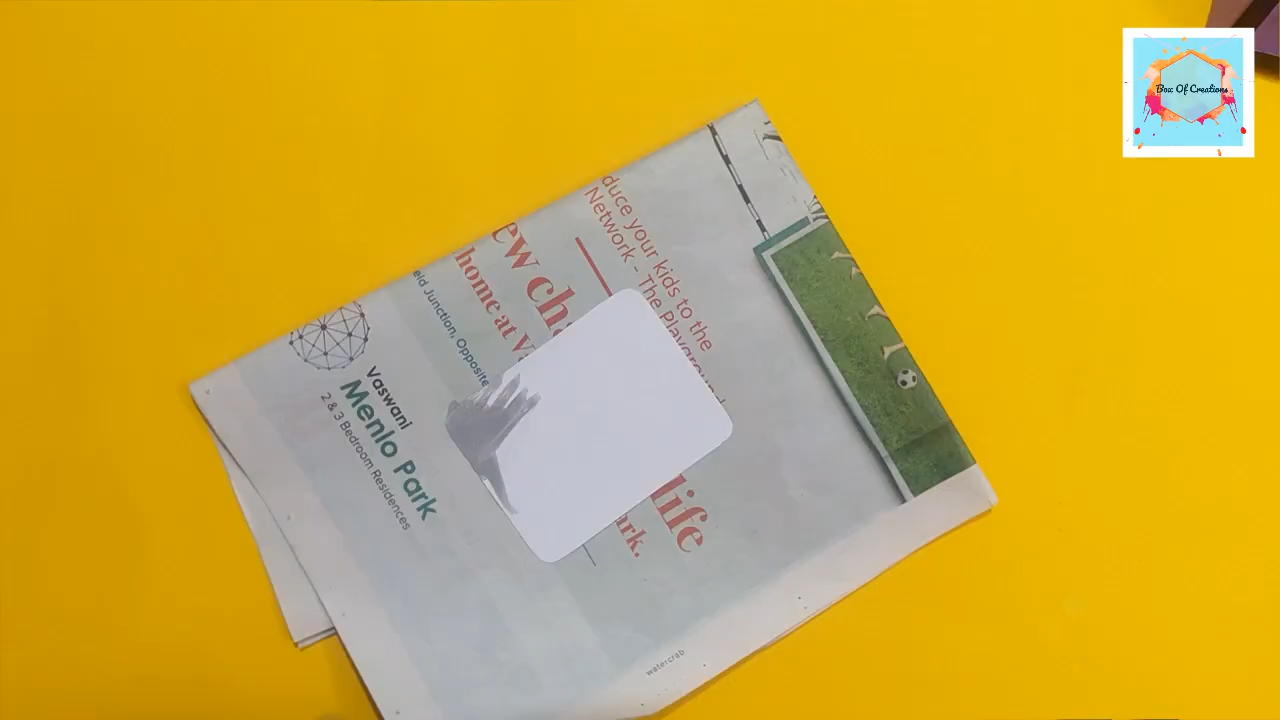 Box Of Creations
duce your kids to the
Network - The Playground
ew ch
home at V
eld Junction, Opposite
life
ark.
Vaswani
Menlo Park
2 & 3 Bedroom Residences
watercrab